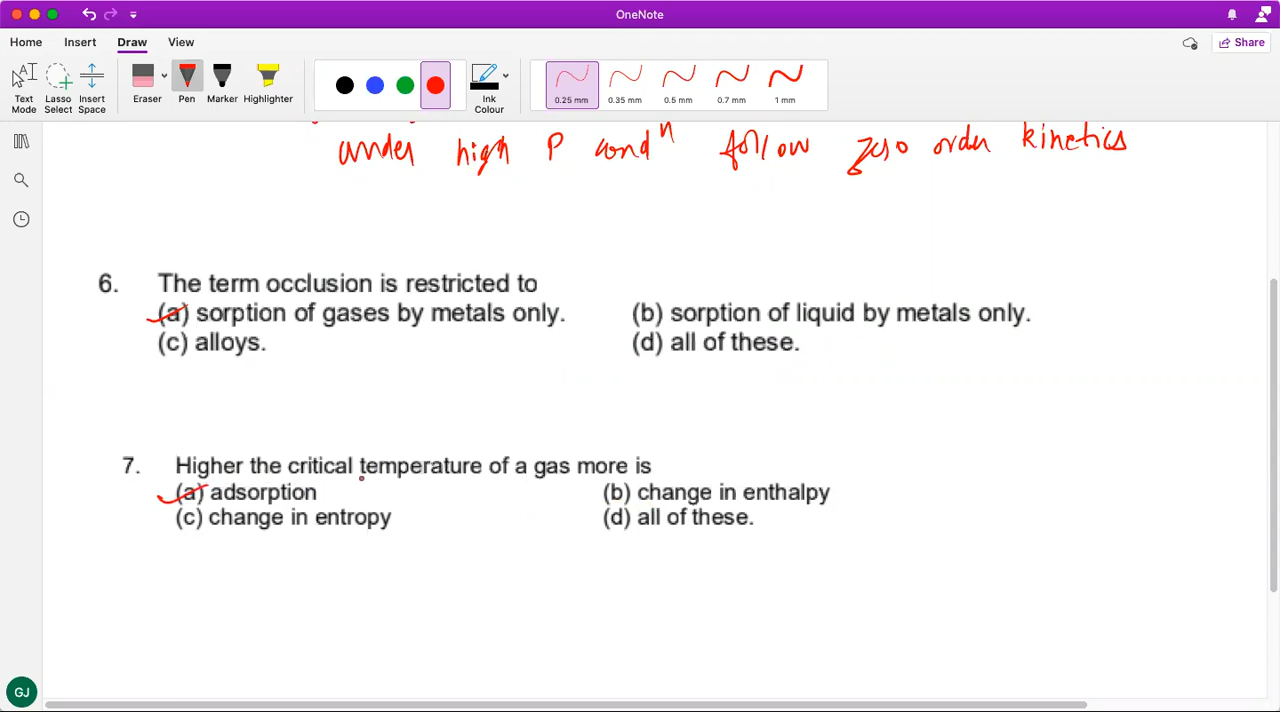 OneNote
Home Insert Draw View
Share
Text Mode
Lasso Select
Insert Space
Eraser
Pen
Marker
Highlighter
Ink Colour
0.25 mm
0.35 mm
0.5 mm
0.7 mm
1 mm
under high P condⁿ follow zero order kinetics
6. The term occlusion is restricted to
(a) sorption of gases by metals only. (b) sorption of liquid by metals only.
(c) alloys. (d) all of these.
7. Higher the critical temperature of a gas more is
(a) adsorption (b) change in enthalpy
(c) change in entropy (d) all of these.
GJ